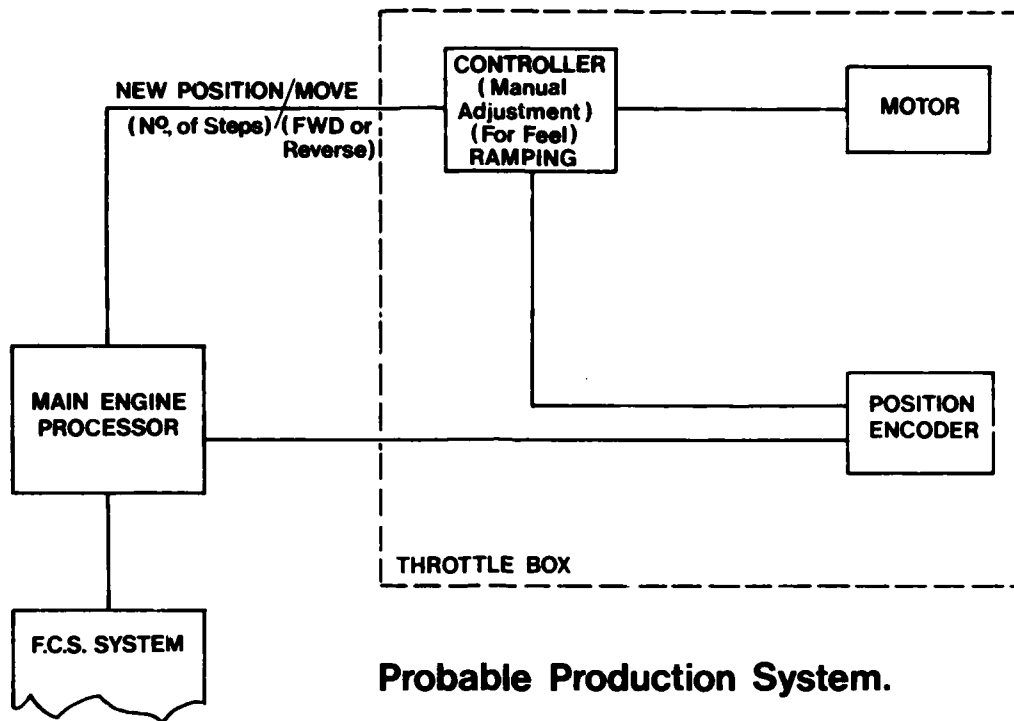 CONTROLLER
(Manual
Adjustment)
(For Feel)
RAMPING
MOTOR
NEW POSITION/MOVE
(Nº, of Steps)/(FWD or
Reverse)
MAIN ENGINE
PROCESSOR
POSITION
ENCODER
THROTTLE BOX
F.C.S. SYSTEM
Probable Production System.